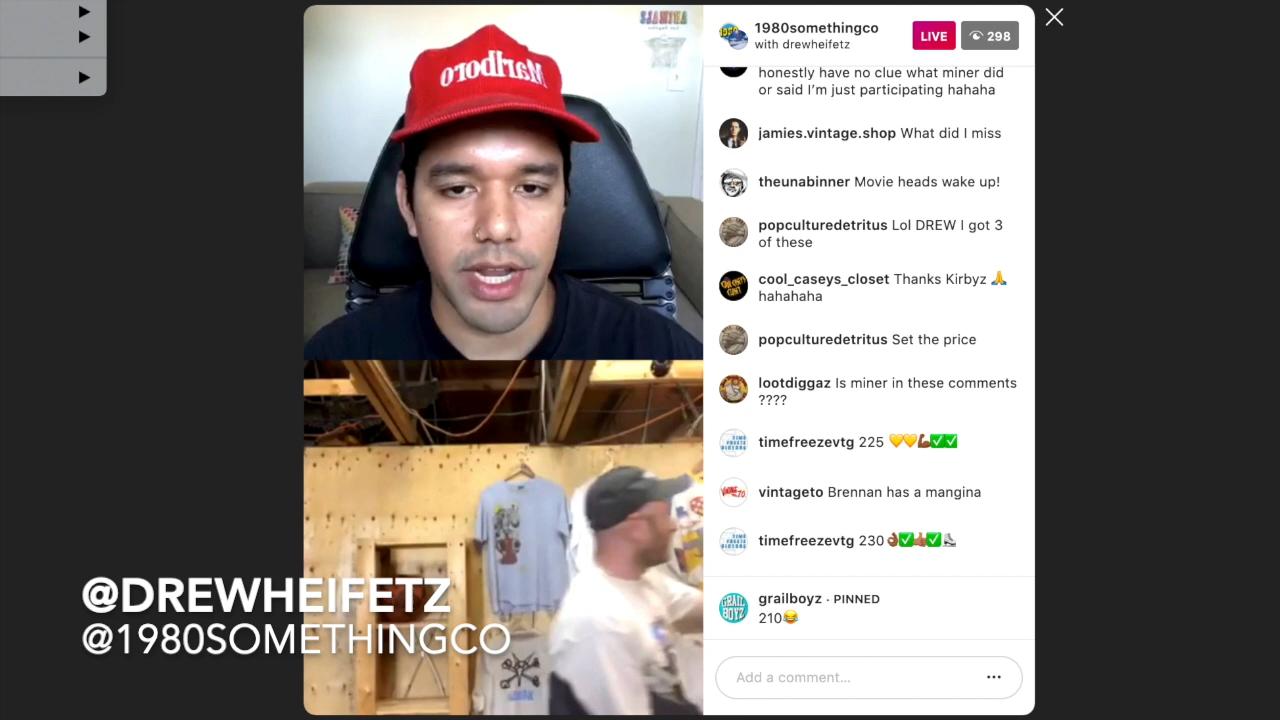 Marlboro
1980somethingco
with drewheifetz
LIVE
298
honestly have no clue what miner did
or said I'm just participating hahaha
jamies.vintage.shop What did I miss
theunabinner Movie heads wake up!
popculturedetritus Lol DREW I got 3
of these
cool_caseys_closet Thanks Kirbyz 🙏
hahahaha
popculturedetritus Set the price
lootdiggaz Is miner in these comments
????
timefreezevtg 225 💛💛💪🏾✅✅
vintageto Brennan has a mangina
timefreezevtg 230👌🏾✅👍🏾✅⛸
GRAIL
BOYZ
grailboyz · PINNED
210😂
Add a comment...
@DREWHEIFETZ
@1980SOMETHINGCO